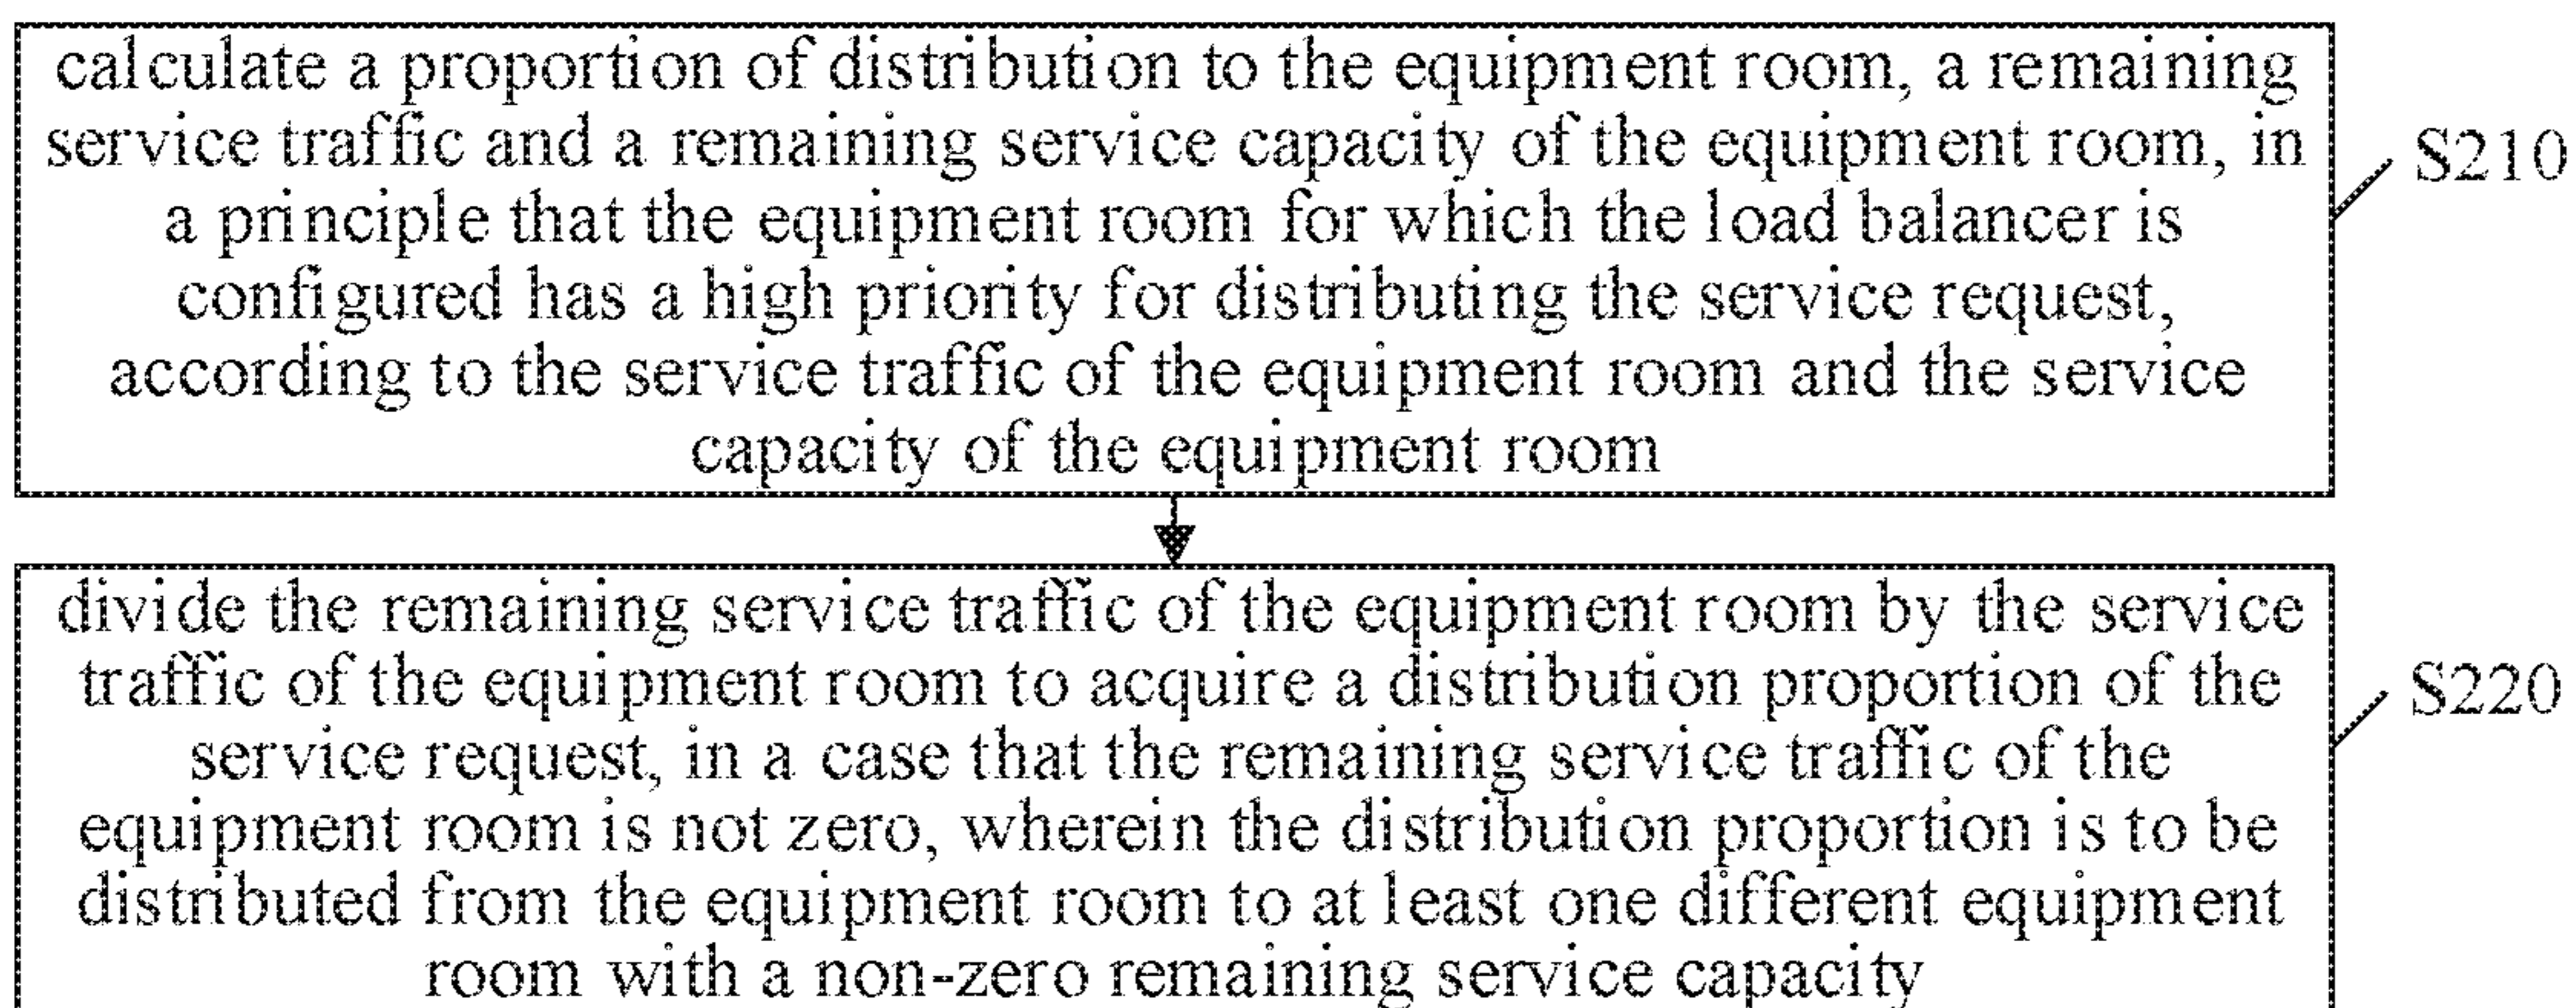 calculate a proportion of distribution to the equipment room, a remaining
service traffic and a remaining service capacity of the equipment room, in
a principle that the equipment room for which the load balancer is
configured has a high priority for distributing the service request,
according to the service traffic of the equipment room and the service
capacity of the equipment room
S210
divide the remaining service traffic of the equipment room by the service
traffic of the equipment room to acquire a distribution proportion of the
service request, in a case that the remaining service traffic of the
equipment room is not zero, wherein the distribution proportion is to be
distributed from the equipment room to at least one different equipment
room with a non-zero remaining service capacity
S220